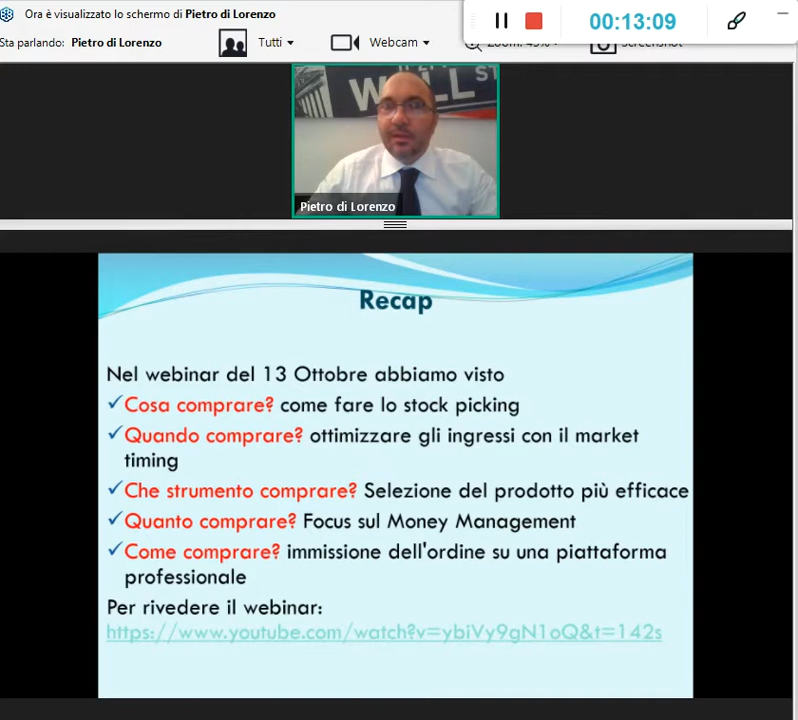 Ora è visualizzato lo schermo di Pietro di Lorenzo
00:13:09
Sta parlando: Pietro di Lorenzo
Tutti
Webcam
Zoom: 45%
Screenshot
WALL ST
Pietro di Lorenzo
Recap
Nel webinar del 13 Ottobre abbiamo visto
✓Cosa comprare? come fare lo stock picking
✓Quando comprare? ottimizzare gli ingressi con il market
timing
✓Che strumento comprare? Selezione del prodotto più efficace
✓Quanto comprare? Focus sul Money Management
✓Come comprare? immissione dell'ordine su una piattaforma
professionale
Per rivedere il webinar:
https://www.youtube.com/watch?v=ybiVy9gN1oQ&t=142s